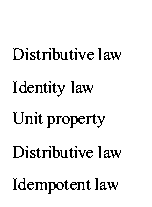 Distributive law
Identity law
Unit property
Distributive law
Idempotent law